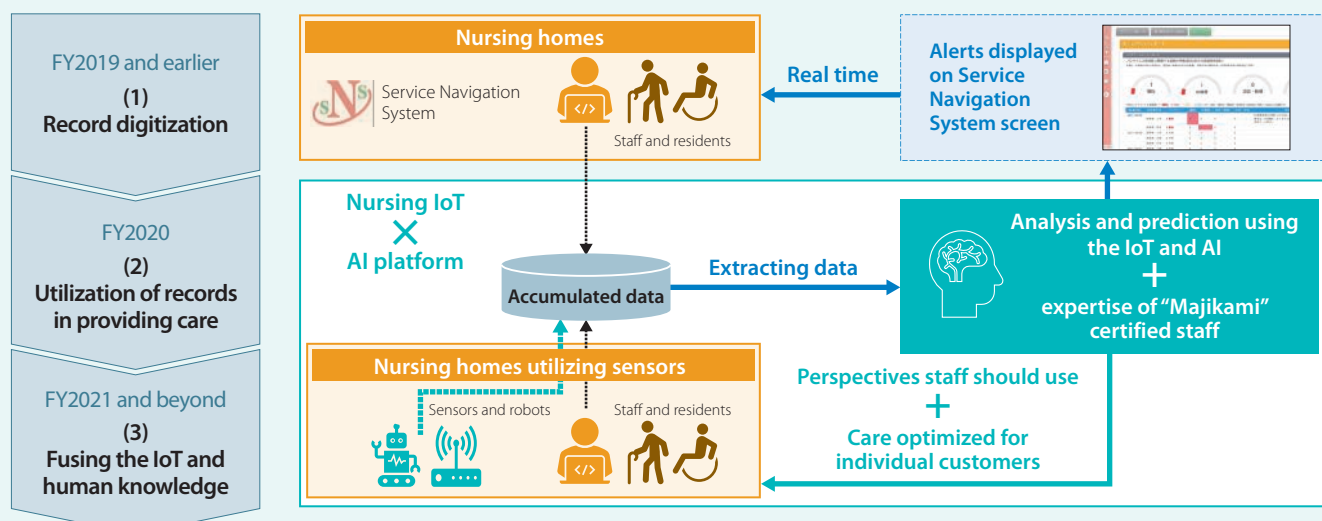 FY2019 and earlier
(1)
Record digitization
FY2020
(2)
Utilization of records
in providing care
FY2021 and beyond
(3)
Fusing the IoT and
human knowledge
Nursing homes
sNs
Service Navigation
System
</>
Staff and residents
Real time
Alerts displayed
on Service
Navigation
System screen
Nursing IoT
×
AI platform
Accumulated data
Extracting data
Analysis and prediction using
the IoT and AI
+
expertise of “Majikami”
certified staff
Nursing homes utilizing sensors
Sensors and robots
Staff and residents
</>
Perspectives staff should use
+
Care optimized for
individual customers